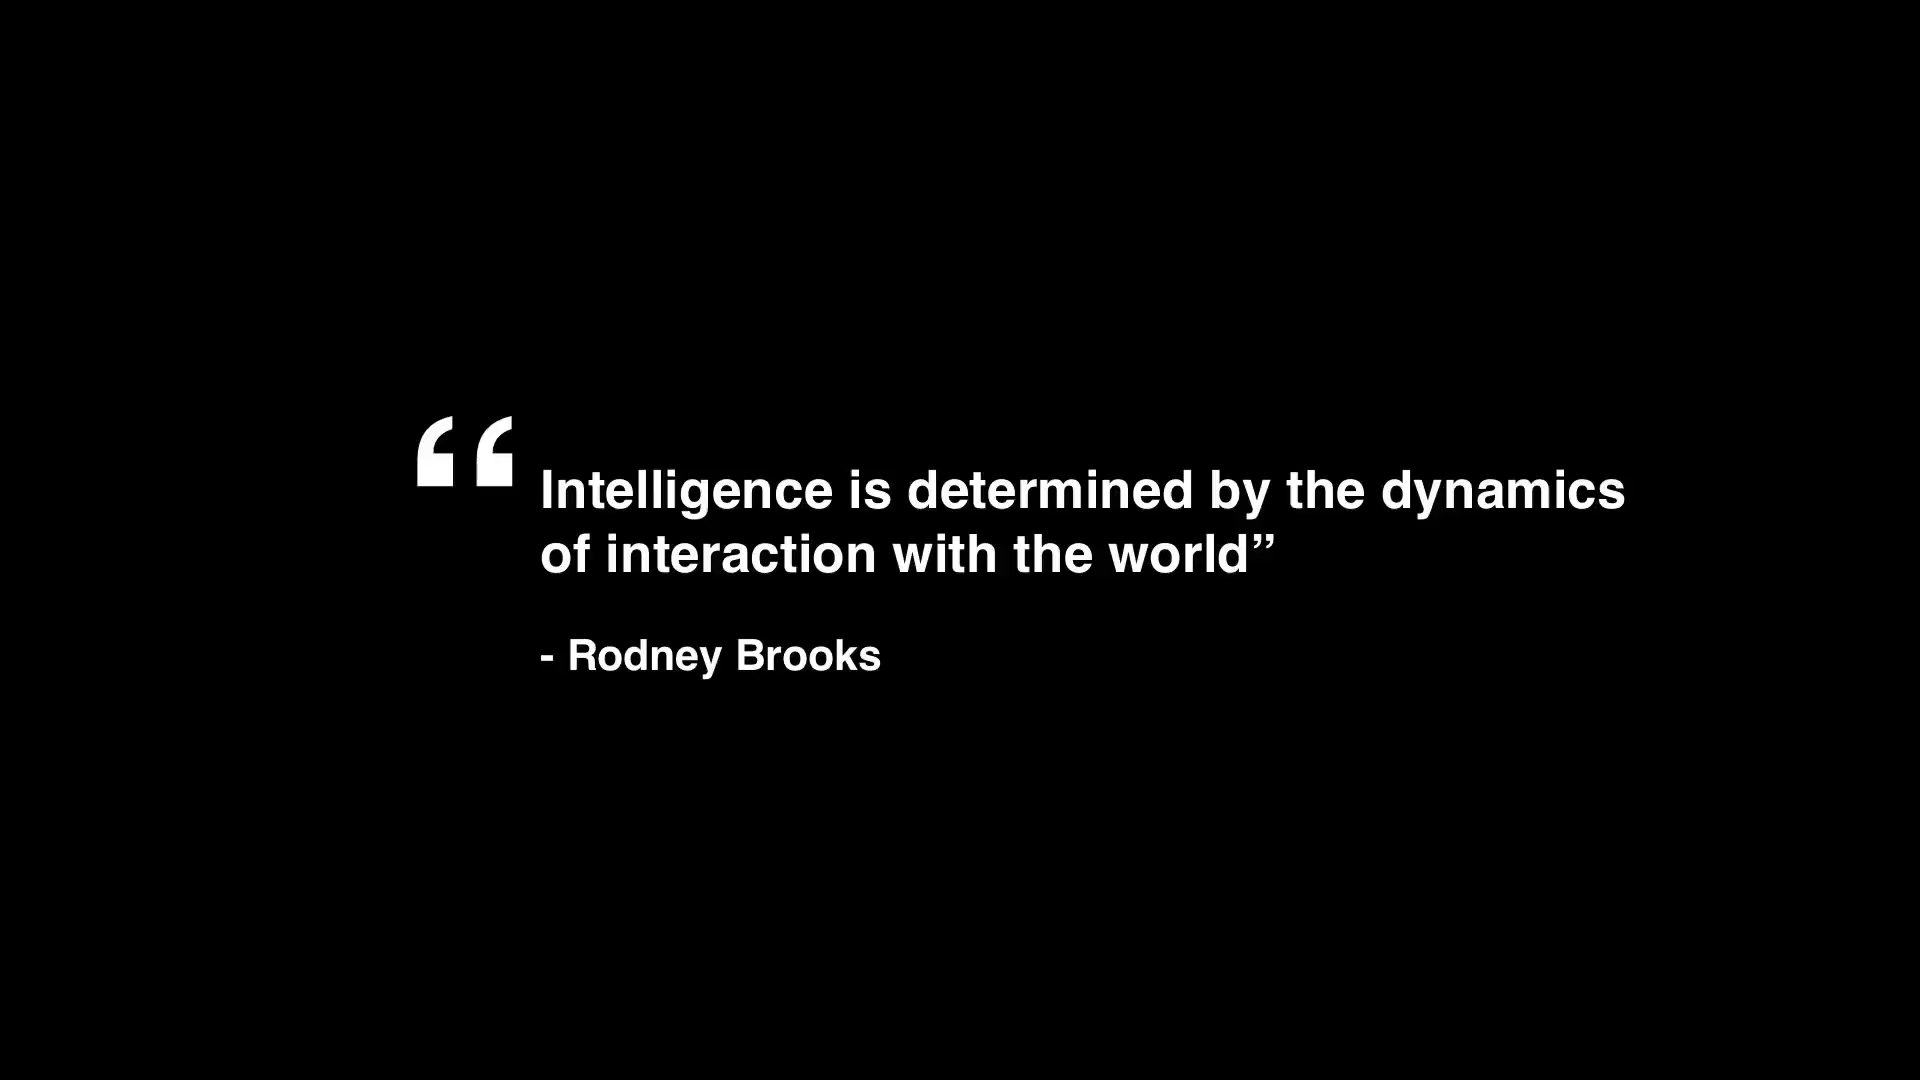 “Intelligence is determined by the dynamics
of interaction with the world”
- Rodney Brooks